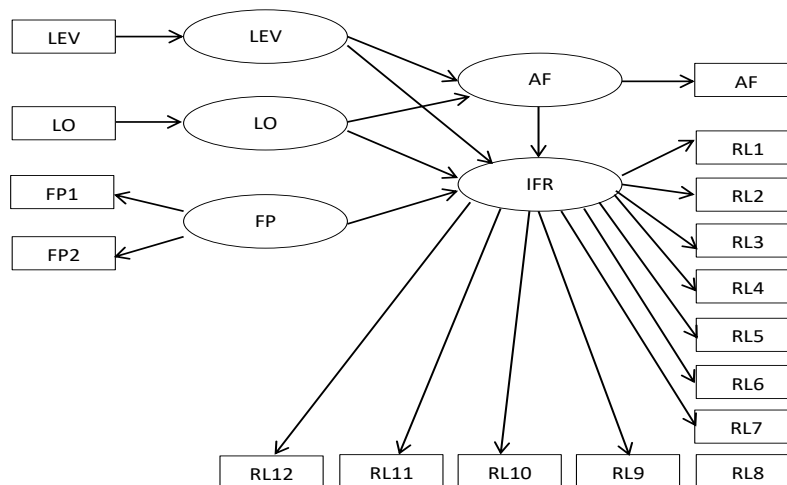 LEV
LEV
AF
AF
LO
LO
RL1
FP1
IFR
RL2
FP
RL3
FP2
RL4
RL5
RL6
RL7
RL12
RL11
RL10
RL9
RL8